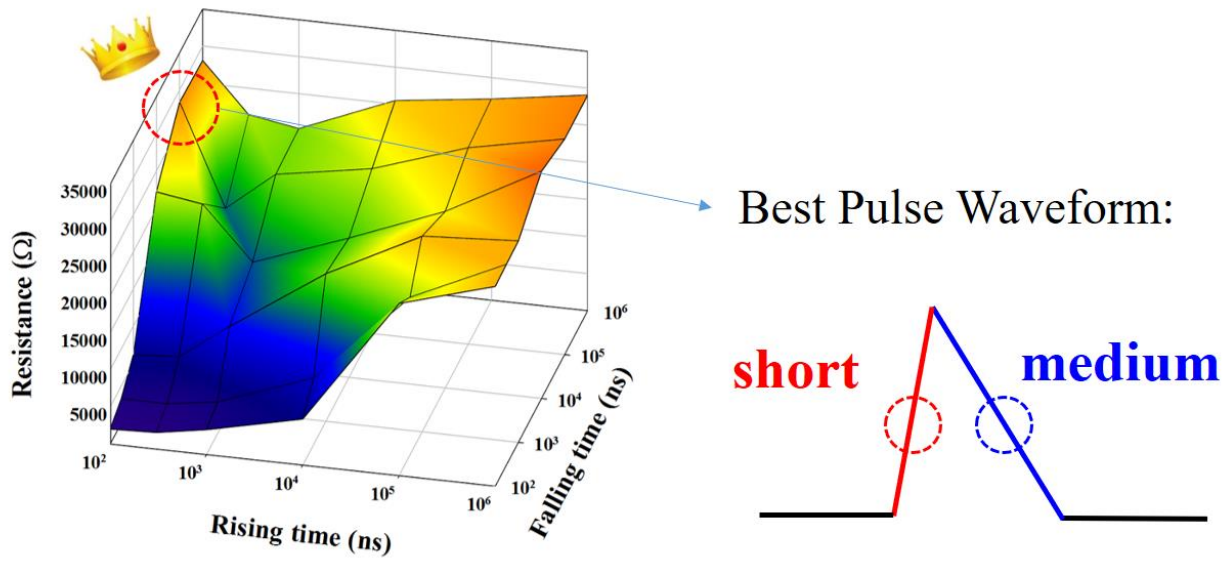 35000
30000
25000
20000
15000
10000
5000
Resistance (Ω)
10²
10³
10⁴
10⁵
10⁶
Rising time (ns)
10²
10³
10⁴
10⁵
10⁶
Falling time (ns)
Best Pulse Waveform:
short
medium